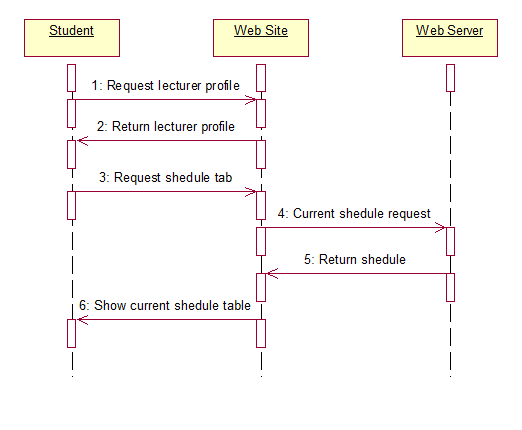 Student
Web Site
Web Server
1: Request lecturer profile
2: Return lecturer profile
3: Request shedule tab
4: Current shedule request
5: Return shedule
6: Show current shedule table